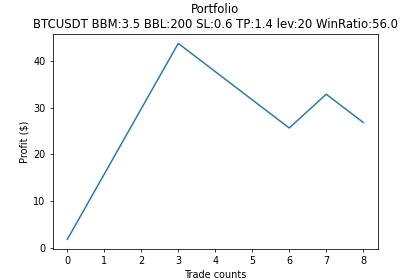 Portfolio
BTCUSDT BBM:3.5 BBL:200 SL:0.6 TP:1.4 lev:20 WinRatio:56.0
40
30
20
10
0
Profit ($)
0 1 2 3 4 5 6 7 8
Trade counts